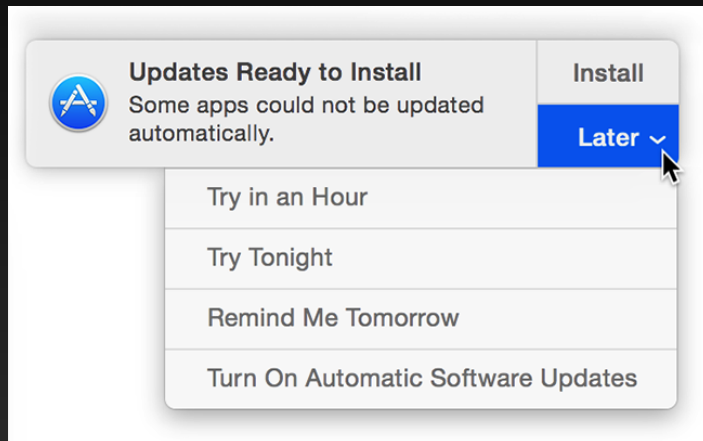 Updates Ready to Install
Some apps could not be updated
automatically.
Install
Later
Try in an Hour
Try Tonight
Remind Me Tomorrow
Turn On Automatic Software Updates